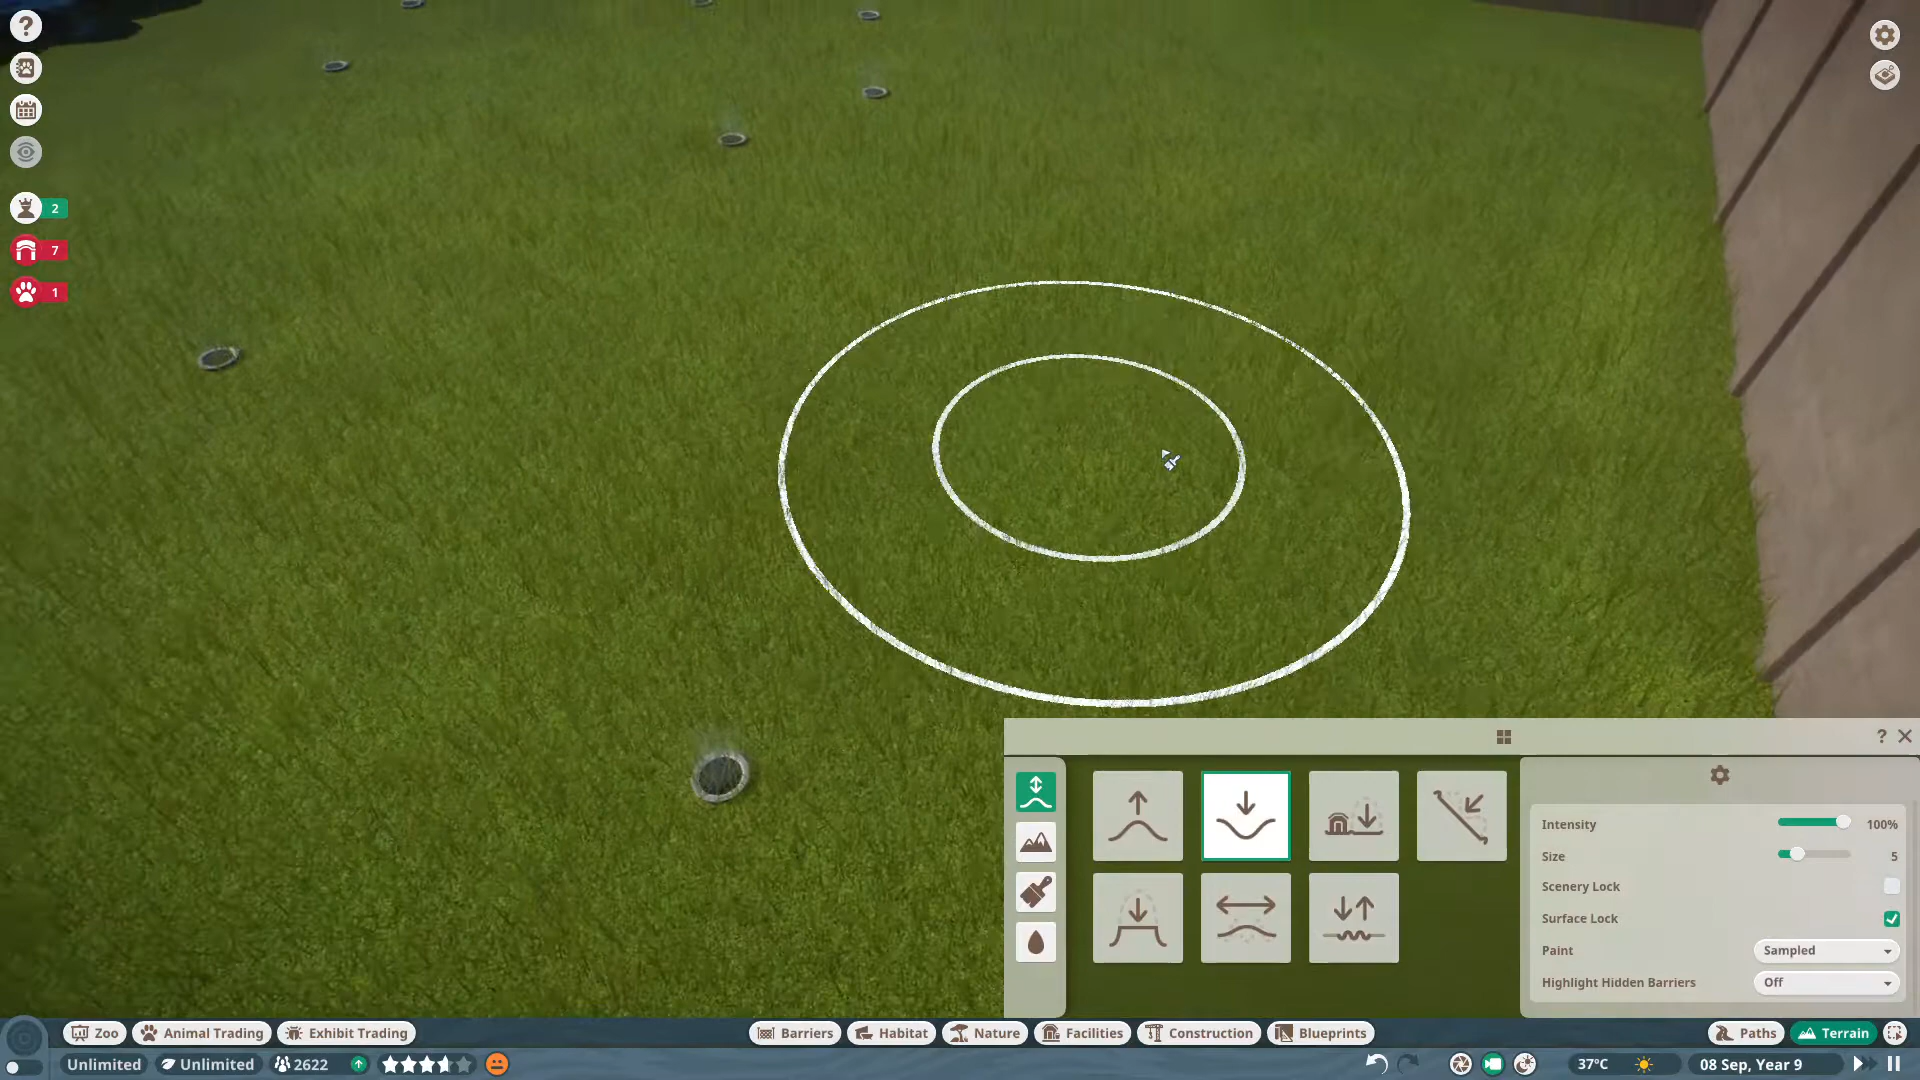 ?
2
7
1
?
Intensity 100%
Size 5
Scenery Lock
Surface Lock
Paint Sampled
Highlight Hidden Barriers Off
Zoo Animal Trading Exhibit Trading Barriers Habitat Nature Facilities Construction Blueprints Paths Terrain
Unlimited Unlimited 2622 37°C 08 Sep, Year 9